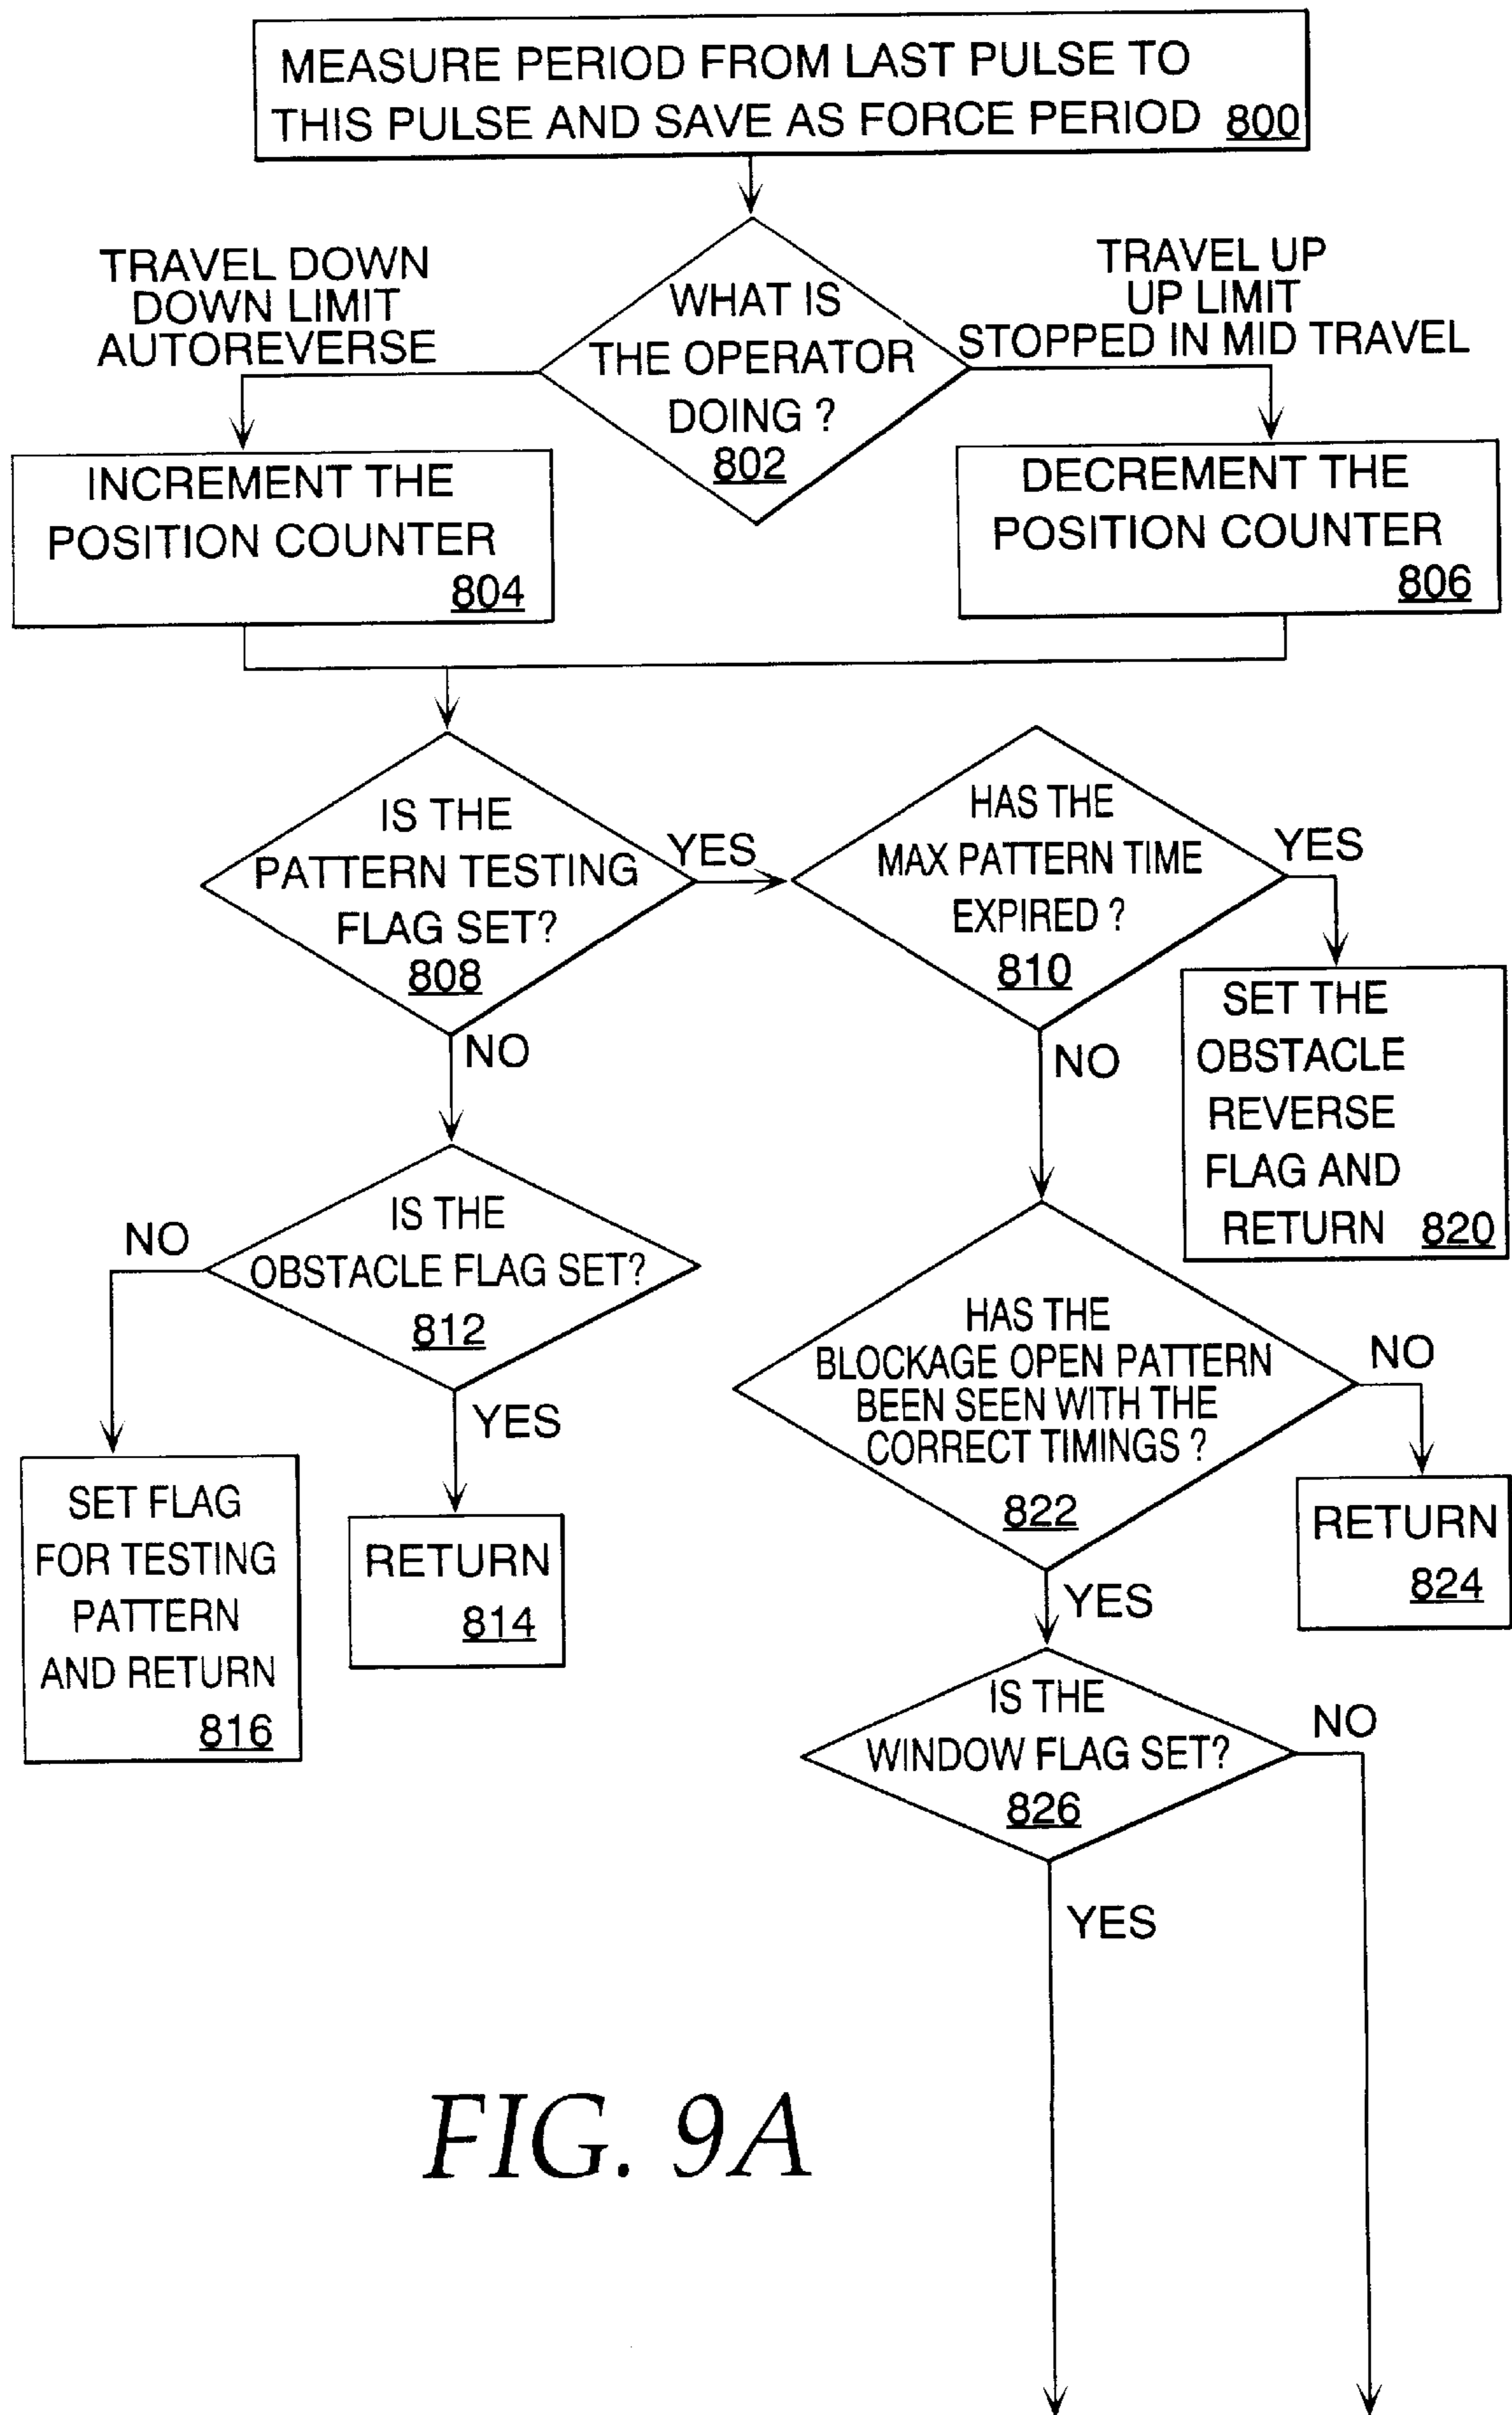 MEASURE PERIOD FROM LAST PULSE TO
THIS PULSE AND SAVE AS FORCE PERIOD 800
TRAVEL DOWN
DOWN LIMIT
AUTOREVERSE
WHAT IS
THE OPERATOR
DOING ?
802
TRAVEL UP
UP LIMIT
STOPPED IN MID TRAVEL
INCREMENT THE
POSITION COUNTER
804
DECREMENT THE
POSITION COUNTER
806
IS THE
PATTERN TESTING
FLAG SET?
808
YES
NO
HAS THE
MAX PATTERN TIME
EXPIRED ?
810
YES
NO
SET THE
OBSTACLE
REVERSE
FLAG AND
RETURN 820
IS THE
OBSTACLE FLAG SET?
812
NO
YES
SET FLAG
FOR TESTING
PATTERN
AND RETURN
816
RETURN
814
HAS THE
BLOCKAGE OPEN PATTERN
BEEN SEEN WITH THE
CORRECT TIMINGS ?
822
NO
YES
RETURN
824
IS THE
WINDOW FLAG SET?
826
NO
YES
FIG. 9A